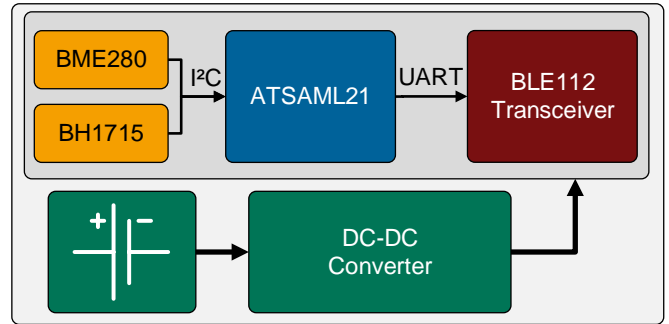 BME280
BH1715
I²C
ATSAML21
UART
BLE112
Transceiver
+ −
DC-DC
Converter